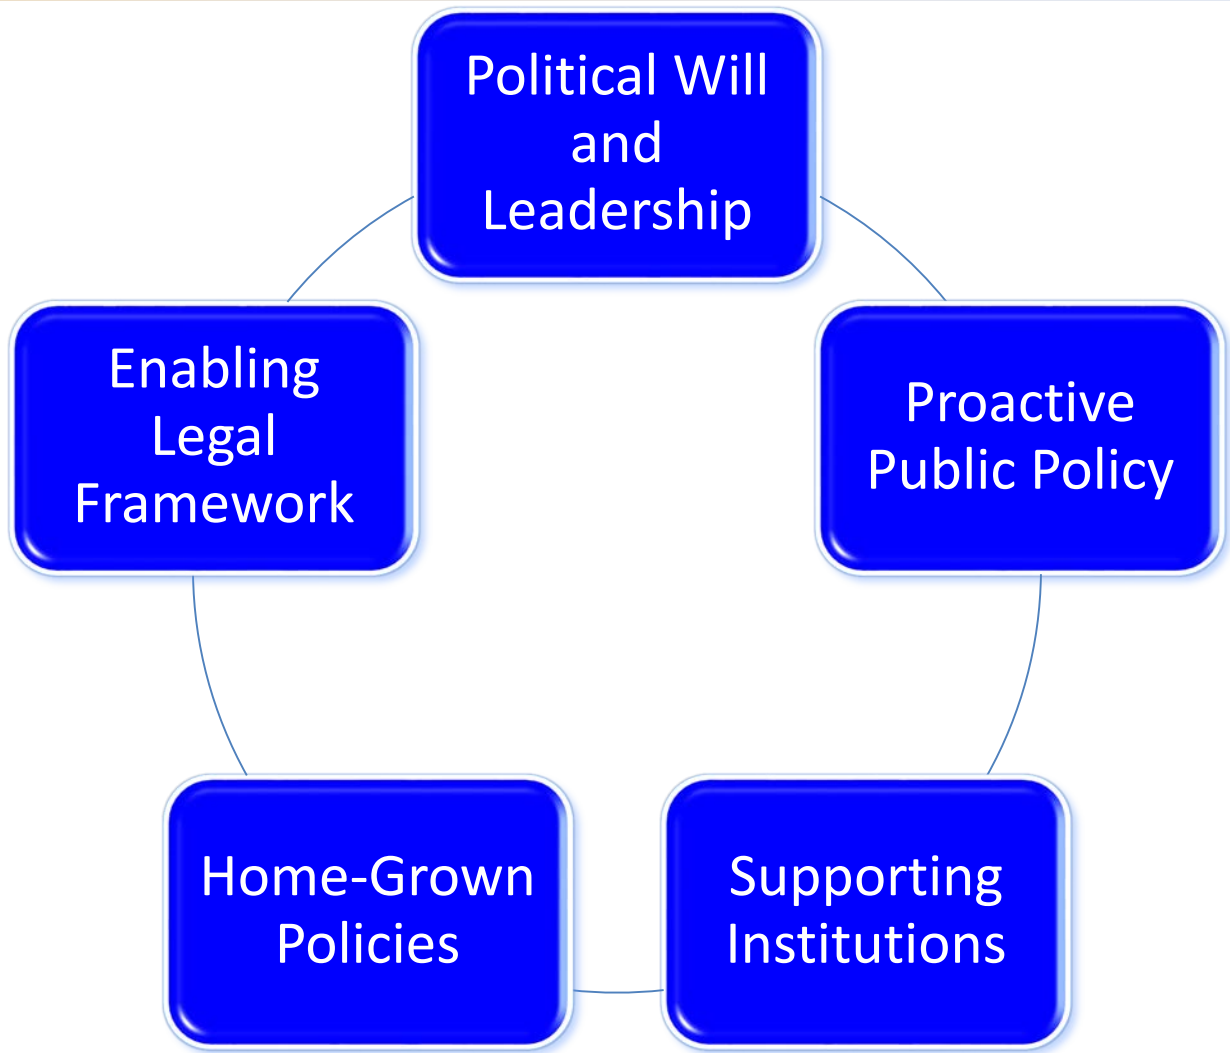 Political Will
and
Leadership
Enabling
Legal
Framework
Proactive
Public Policy
Home-Grown
Policies
Supporting
Institutions